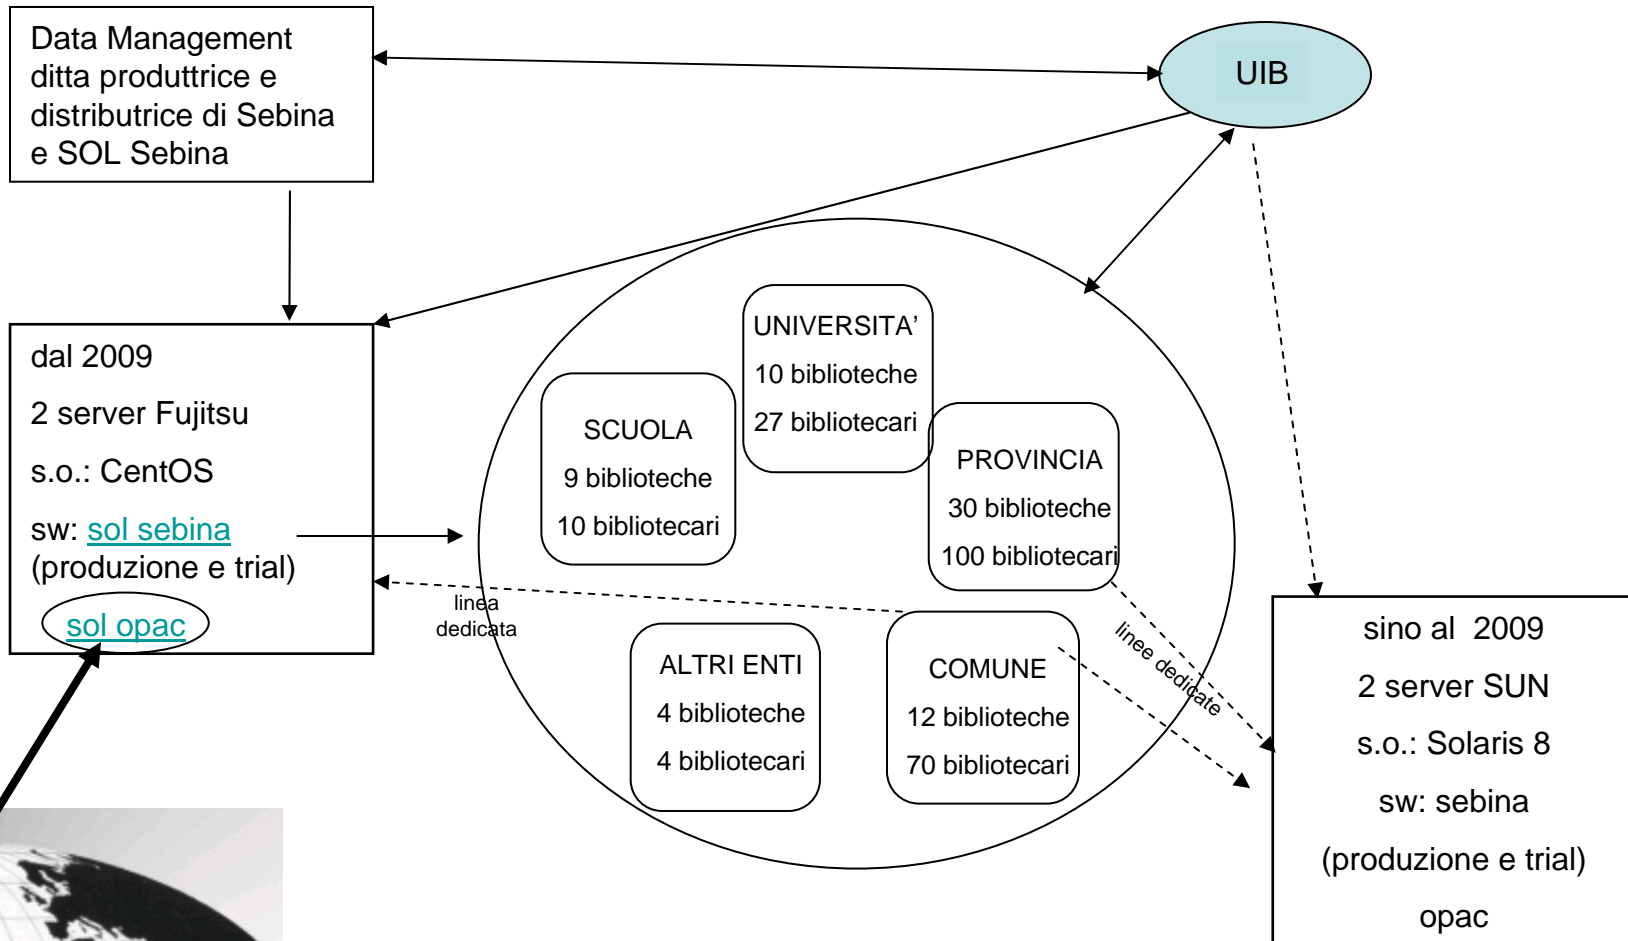 Data Management
ditta produttrice e
distributrice di Sebina
e SOL Sebina
UIB
dal 2009
2 server Fujitsu
s.o.: CentOS
sw: sol sebina
(produzione e trial)
sol opac
UNIVERSITA’
10 biblioteche
27 bibliotecari
SCUOLA
9 biblioteche
10 bibliotecari
PROVINCIA
30 biblioteche
100 bibliotecari
linea
dedicata
ALTRI ENTI
4 biblioteche
4 bibliotecari
COMUNE
12 biblioteche
70 bibliotecari
linee dedicate
sino al  2009
2 server SUN
s.o.: Solaris 8
sw: sebina
(produzione e trial)
opac